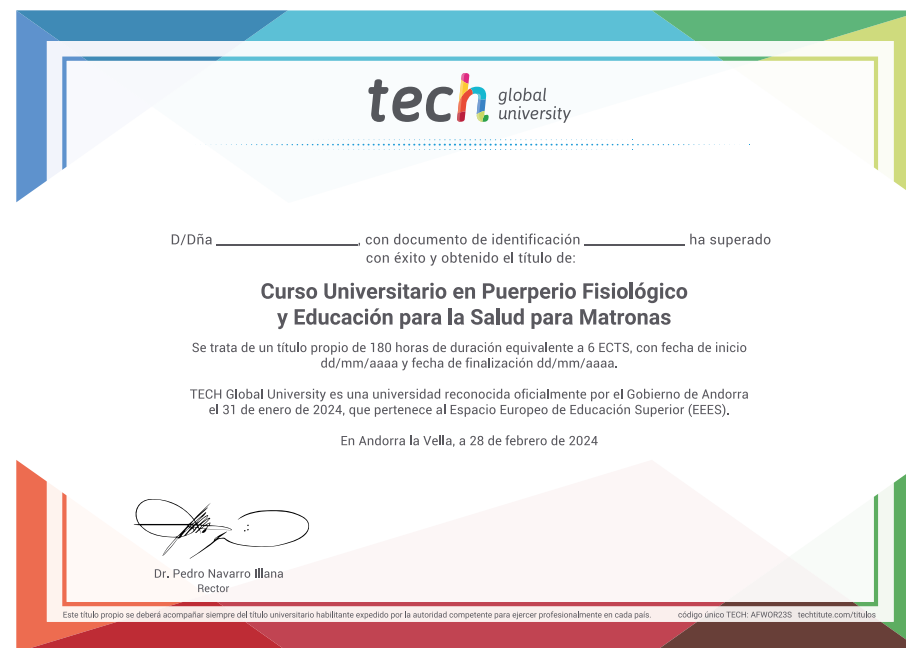 tech global university
D/Dña ____________________, con documento de identificación ______________ ha superado
con éxito y obtenido el título de:
Curso Universitario en Puerperio Fisiológico
y Educación para la Salud para Matronas
Se trata de un título propio de 180 horas de duración equivalente a 6 ECTS, con fecha de inicio
dd/mm/aaaa y fecha de finalización dd/mm/aaaa.
TECH Global University es una universidad reconocida oficialmente por el Gobierno de Andorra
el 31 de enero de 2024, que pertenece al Espacio Europeo de Educación Superior (EEES).
En Andorra la Vella, a 28 de febrero de 2024
Dr. Pedro Navarro Illana
Rector
Este título propio se deberá acompañar siempre del título universitario habilitante expedido por la autoridad competente para ejercer profesionalmente en cada país. código único TECH: AFWOR23S techtitute.com/titulos